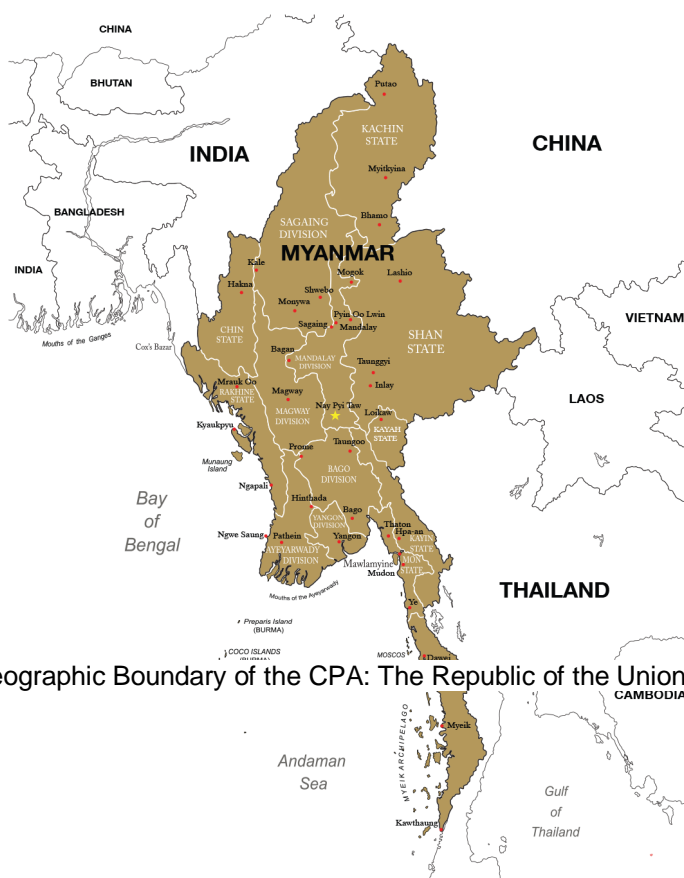 CHINA
BHUTAN
Putao
KACHIN
STATE
CHINA
INDIA
Myitkyina
BANGLADESH
Bhamo
SAGAING
DIVISION
MYANMAR
INDIA
Kale
Mogok
Lashio
Hakna
Shwebo
Monywa
Pyin Oo Lwin
VIETNAM
Sagaing
Mandalay
Mouths of the Ganges
Cox's Bazar
CHIN
STATE
SHAN
STATE
Bagan
MANDALAY
DIVISION
Taunggyi
Mrauk Oo
Inlay
RAKHINE
STATE
Magway
LAOS
Nay Pyi Taw
MAGWAY
DIVISION
Loikaw
Kyaukpyu
KAYAH
STATE
Prome
Taungoo
Munaung
Island
BAGO
DIVISION
Ngapali
Hinthada
Bay
of
Bengal
Bago
YANGON
DIVISION
Thaton
Hpa-an
Ngwe Saung
Pathein
Yangon
KAYIN
STATE
AYEYARWADY
DIVISION
Mawlamyine
MON
STATE
Mudon
THAILAND
Mouths of the Ayeyarwady
Ye
Preparis Island
(BURMA)
COCO ISLANDS
(BURMA)
MOSCOS
Dawei
eographic Boundary of the CPA: The Republic of the Union
CAMBODIA
MYEIK ARCHIPELAGO
Myeik
Andaman
Sea
Gulf
of
Thailand
Kawthaung